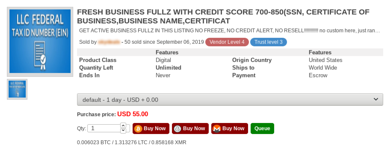 LLC FEDERAL
TAX ID NUMBER
(EIN)
FRESH BUSINESS FULLZ WITH CREDIT SCORE 700-850(SSN, CERTIFICATE OF
BUSINESS,BUSINESS NAME,CERTIFICAT
GET ACTIVE BUSINESS FULLZ IN THIS LISTING NO FREEZE, NO CREDIT ALERT, NO RESELL!!!!!!!!!!! no custom here, just ran…
Sold by - 50 sold since September 06, 2019 Vendor Level 4 Trust level 3
Features Features
Product Class Digital Origin Country United States
Quantity Left Unlimited Ships to World Wide
Ends In Never Payment Escrow
default - 1 day - USD + 0.00
Purchase price: USD 55.00
Qty: 1 Buy Now Buy Now Buy Now Queue
0.006023 BTC / 1.313276 LTC / 0.858168 XMR